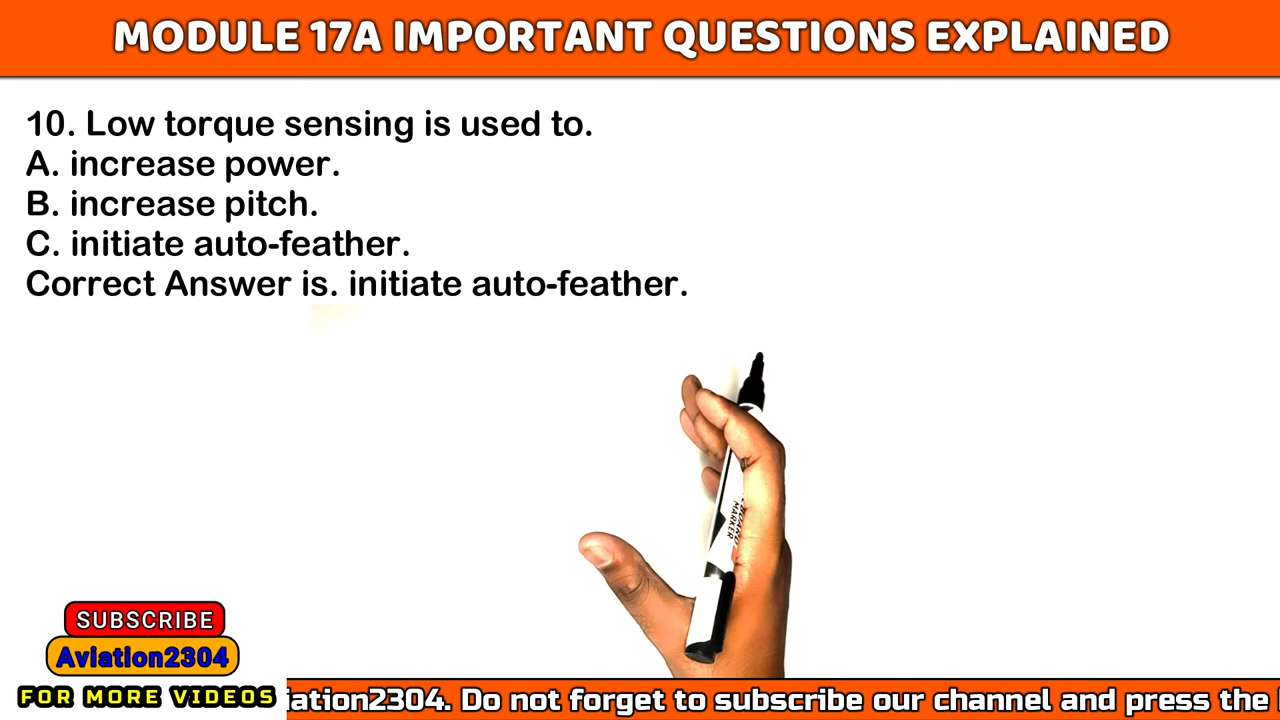 MODULE 17A IMPORTANT QUESTIONS EXPLAINED
10. Low torque sensing is used to.
A. increase power.
B. increase pitch.
C. initiate auto-feather.
Correct Answer is. initiate auto-feather.
MARKER
SUBSCRIBE
Aviation2304
FOR MORE VIDEOS
iation2304. Do not forget to subscribe our channel and press the